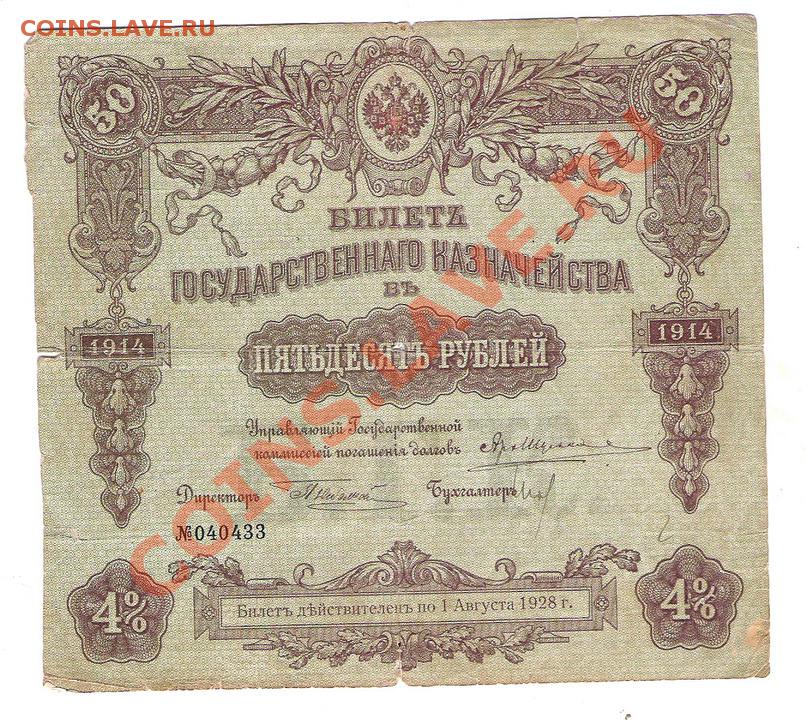 COINS.LAVE.RU
50 50
БИЛЕТЪ
ГОСУДАРСТВЕННАГО КАЗНАЧЕЙСТВА
ВЪ
1914 1914
ПЯТЬДЕСЯТЪ РУБЛЕЙ
Управляющій Государственной
коммиссіей погашенія долговъ
Директоръ Бухгалтеръ
№040433
4% 4%
Билетъ дѣйствителенъ по 1 Августа 1928 г.
COINS.LAVE.RU